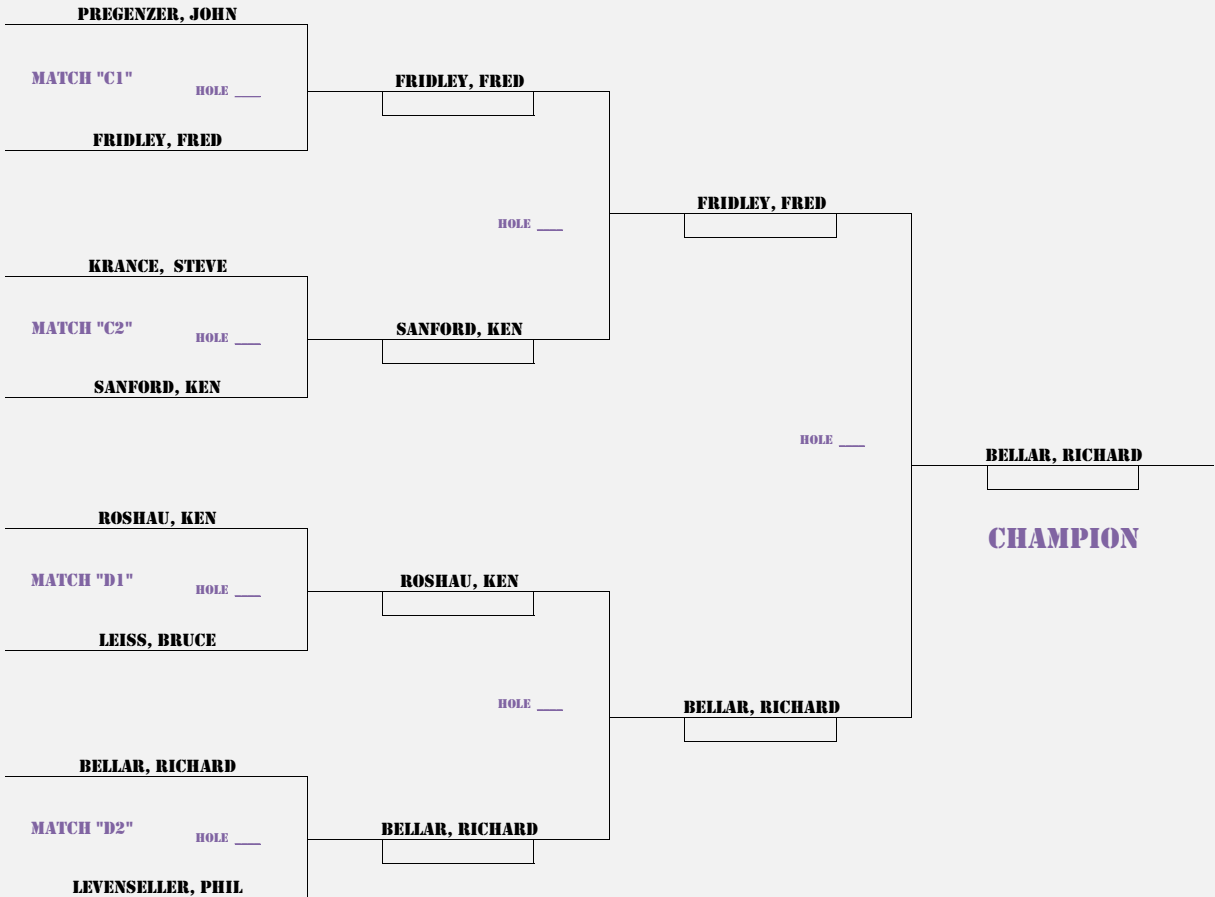 PREGENZER, JOHN
MATCH "C1"
HOLE ___
FRIDLEY, FRED
FRIDLEY, FRED
HOLE ___
FRIDLEY, FRED
KRANCE,  STEVE
MATCH "C2"
HOLE ___
SANFORD, KEN
SANFORD, KEN
HOLE ___
BELLAR, RICHARD
CHAMPION
ROSHAU, KEN
MATCH "D1"
HOLE ___
ROSHAU, KEN
LEISS, BRUCE
HOLE ___
BELLAR, RICHARD
BELLAR, RICHARD
MATCH "D2"
HOLE ___
BELLAR, RICHARD
LEVENSELLER, PHIL